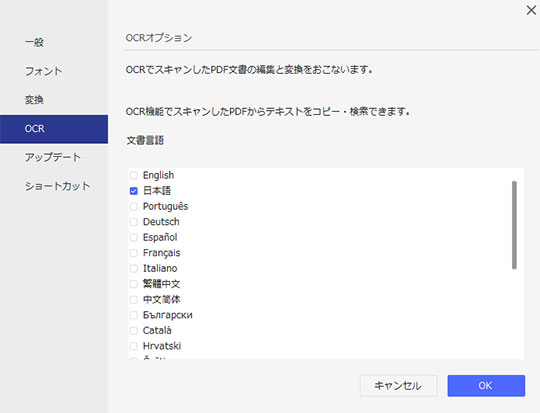 一般
フォント
変換
OCR
アップデート
ショートカット
OCRオプション
OCRでスキャンしたPDF文書の編集と変換をおこないます。
OCR機能でスキャンしたPDFからテキストをコピー・検索できます。
文書言語
English
日本語
Português
Deutsch
Español
Français
Italiano
繁體中文
中文简体
Български
Català
Hrvatski
キャンセル
OK